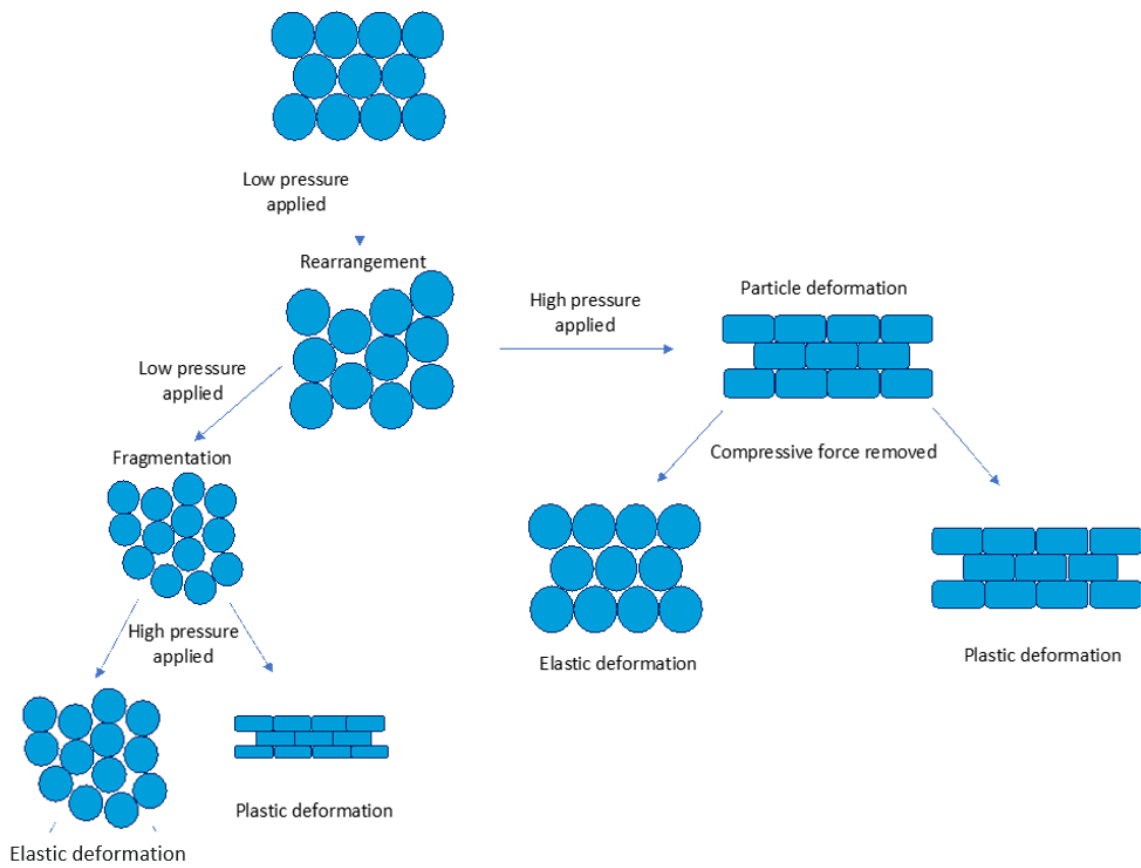 Low pressure
applied
Rearrangement
High pressure
applied
Particle deformation
Low pressure
applied
Compressive force removed
Fragmentation
High pressure
applied
Elastic deformation
Plastic deformation
Plastic deformation
Elastic deformation